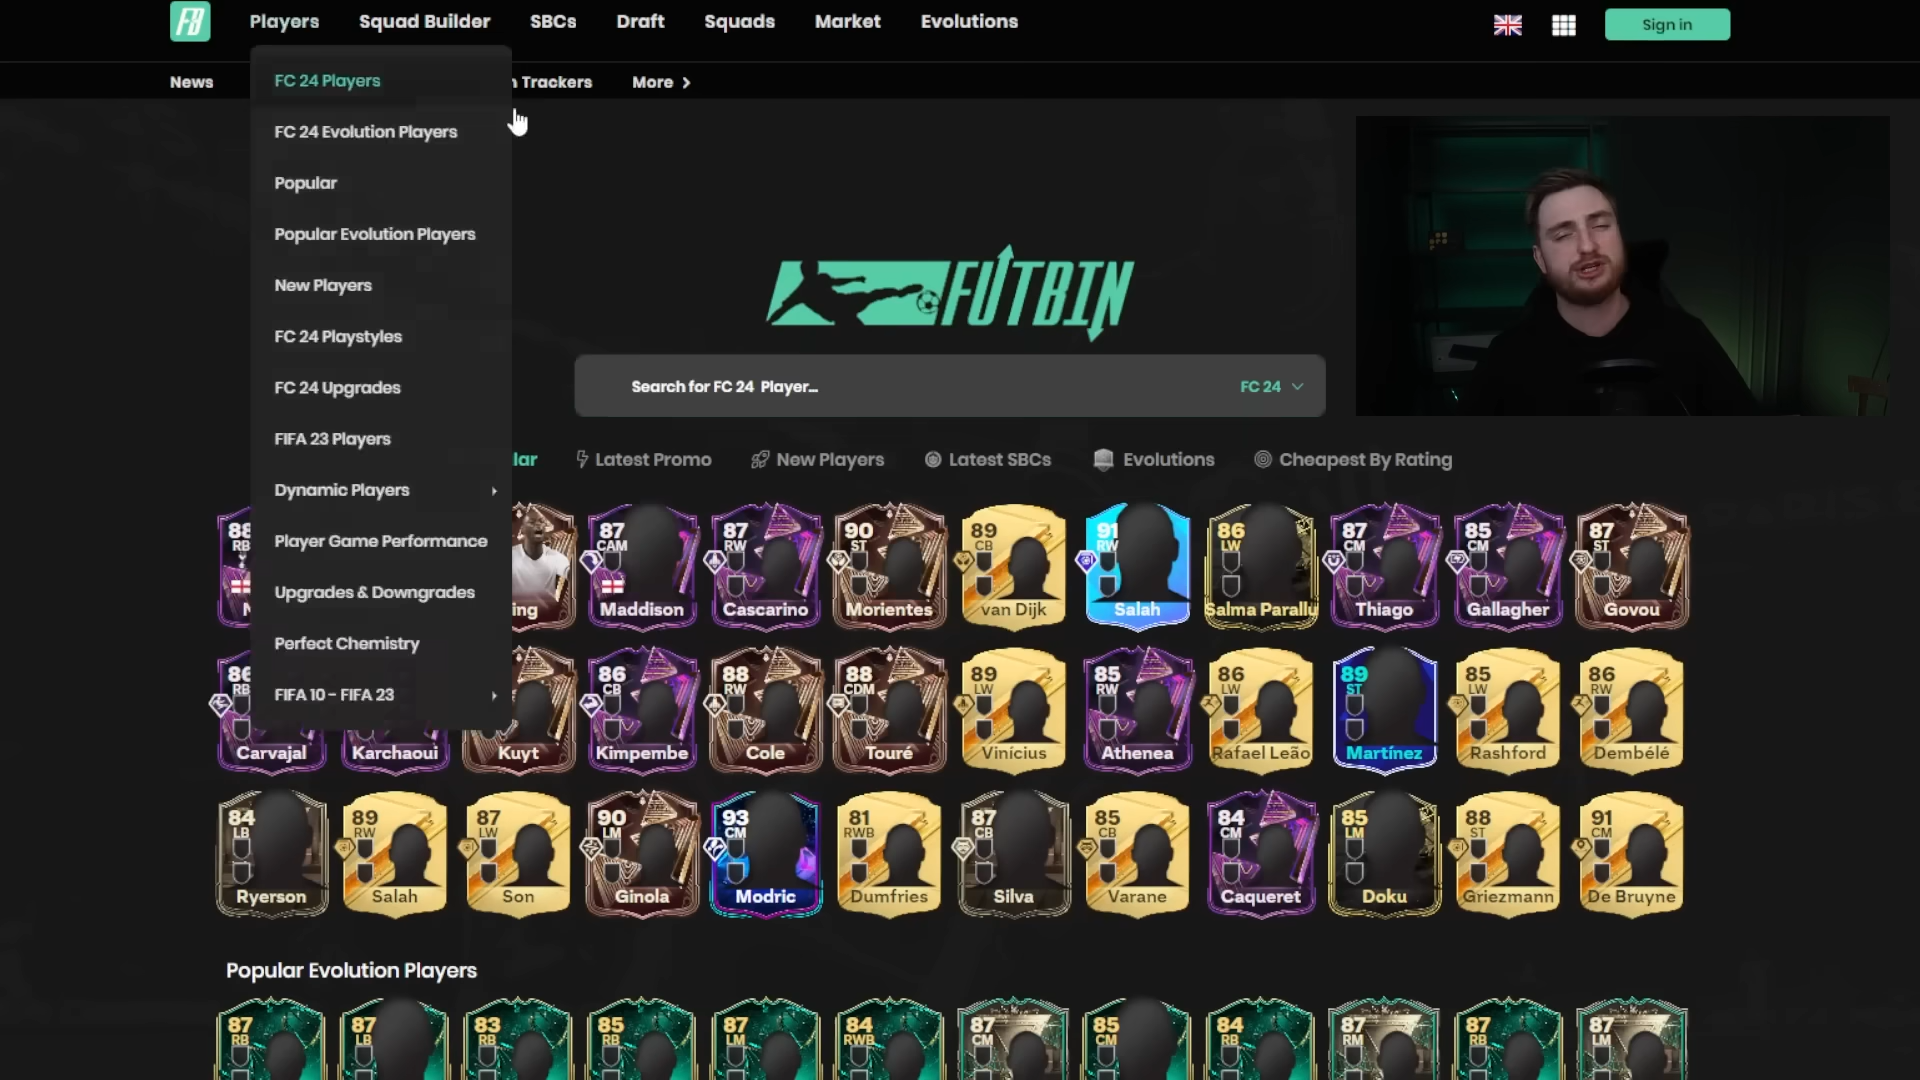 FB Players Squad Builder SBCs Draft Squads Market Evolutions Sign in
News FC 24 Players Trackers More
FC 24 Evolution Players
Popular
Popular Evolution Players
New Players
FC 24 Playstyles
FC 24 Upgrades
FIFA 23 Players
Dynamic Players
Player Game Performance
Upgrades & Downgrades
Perfect Chemistry
FIFA 10 - FIFA 23
FUTBIN
Search for FC 24 Player... FC 24
lar Latest Promo New Players Latest SBCs Evolutions Cheapest By Rating
88 87 87 90 89 91 86 87 85 87
RB CAM RW ST CB RW LW CM CM ST
ing Maddison Cascarino Morientes van Dijk Salah Salma Parallu Thiago Gallagher Govou
86 86 88 88 89 85 86 89 85 86
RB CB RW CDM LW RW LW ST LW RW
Carvajal Karchaoui Kuyt Kimpembe Cole Touré Vinícius Athenea Rafael Leão Martínez Rashford Dembélé
84 89 87 90 93 81 87 85 84 85 88 91
LB RW LW LM CM RWB CB CB CM LM ST CM
Ryerson Salah Son Ginola Modric Dumfries Silva Varane Caqueret Doku Griezmann De Bruyne
Popular Evolution Players
87 87 83 85 87 84 87 85 84 87 87 87
RB LB RB RB LM RWB CM CM RB RM RB LM